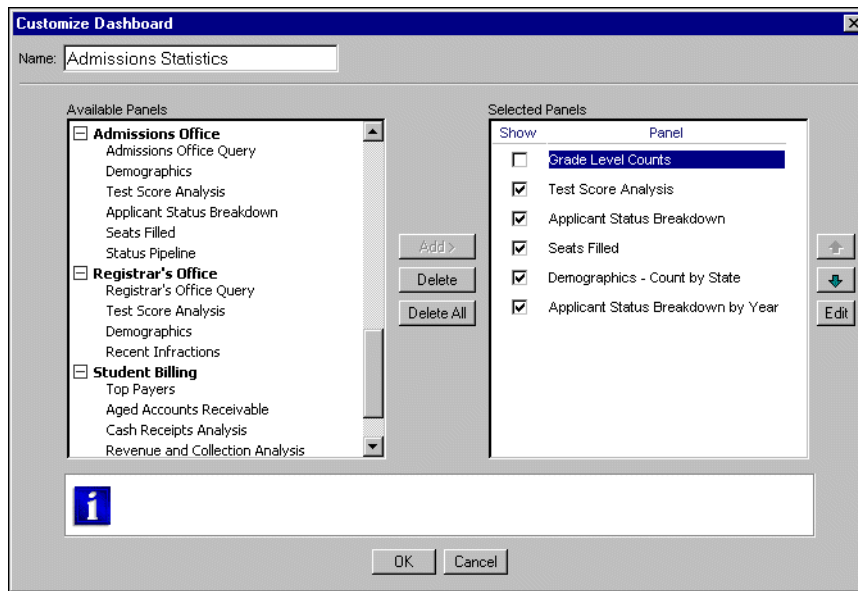 Customize Dashboard
Name: Admissions Statistics
Available Panels
Admissions Office
Admissions Office Query
Demographics
Test Score Analysis
Applicant Status Breakdown
Seats Filled
Status Pipeline
Registrar's Office
Registrar's Office Query
Test Score Analysis
Demographics
Recent Infractions
Student Billing
Top Payers
Aged Accounts Receivable
Cash Receipts Analysis
Revenue and Collection Analysis
Add >
Delete
Delete All
Selected Panels
Show Panel
Grade Level Counts
Test Score Analysis
Applicant Status Breakdown
Seats Filled
Demographics - Count by State
Applicant Status Breakdown by Year
Edit
OK Cancel